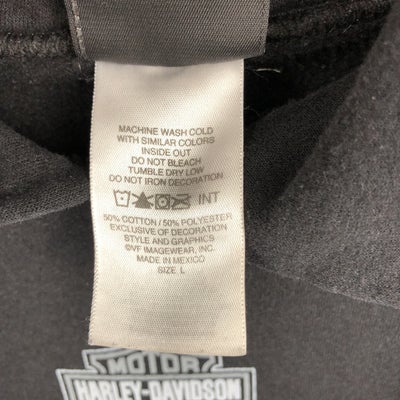 MACHINE WASH COLD
WITH SIMILAR COLORS
INSIDE OUT
DO NOT BLEACH
TUMBLE DRY LOW
DO NOT IRON DECORATION
INT
50% COTTON / 50% POLYESTER
EXCLUSIVE OF DECORATION
STYLE AND GRAPHICS
©VF IMAGEWEAR, INC.
MADE IN MEXICO
SIZE L
MOTOR
HARLEY-DAVIDSON